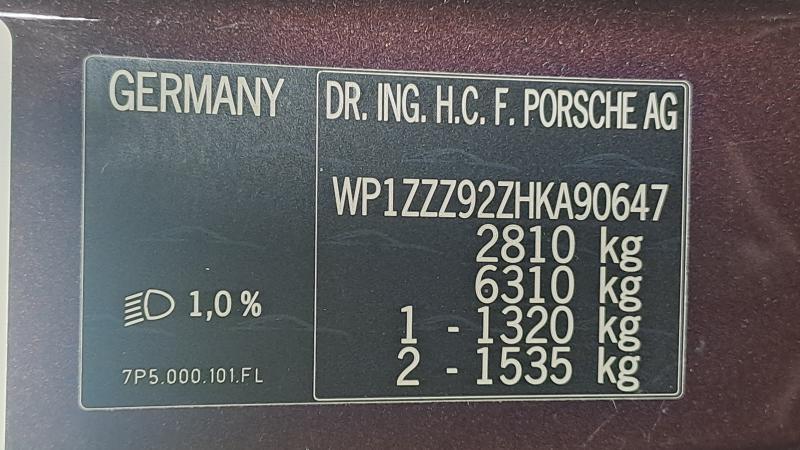 GERMANY
DR. ING. H.C. F. PORSCHE AG
WP1ZZZ92ZHKA90647
2810 kg
6310 kg
1 - 1320 kg
2 - 1535 kg
1,0 %
7P5.000.101.FL